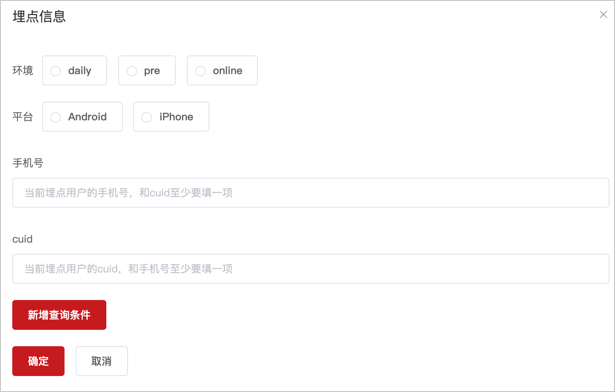 埋点信息
环境 daily pre online
平台 Android iPhone
手机号
当前埋点用户的手机号，和cuid至少要填一项
cuid
当前埋点用户的cuid，和手机号至少要填一项
新增查询条件
确定 取消